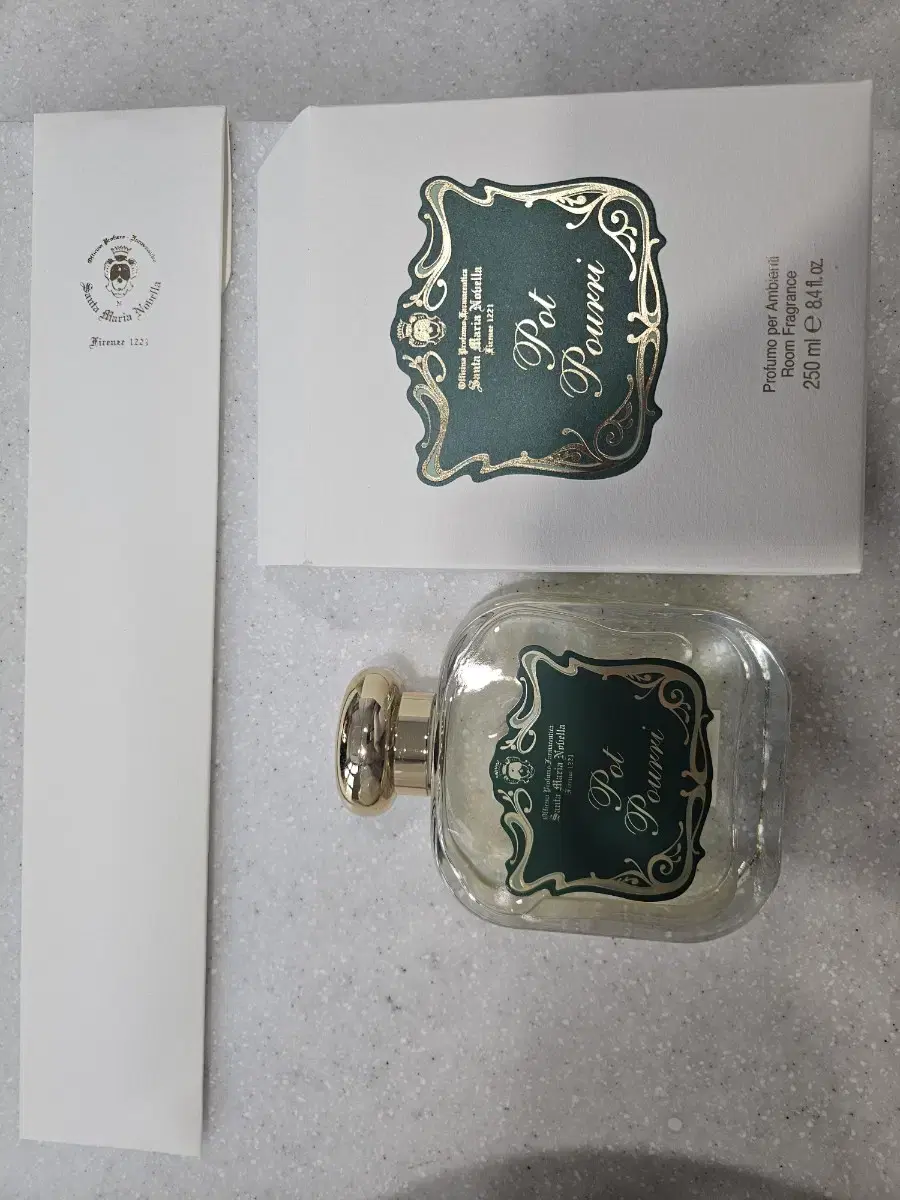 Officina Profumo - Farmaceutica
Santa Maria Novella
Firenze 1221
Officina Profumo-Farmaceutica
Santa Maria Novella
Firenze 1221
Pot
Pourri
Profumo per Ambienti
Room Fragrance
250 ml ℮ 8.4 fl. oz.
Officina Profumo-Farmaceutica
Santa Maria Novella
Firenze 1221
Pot
Pourri